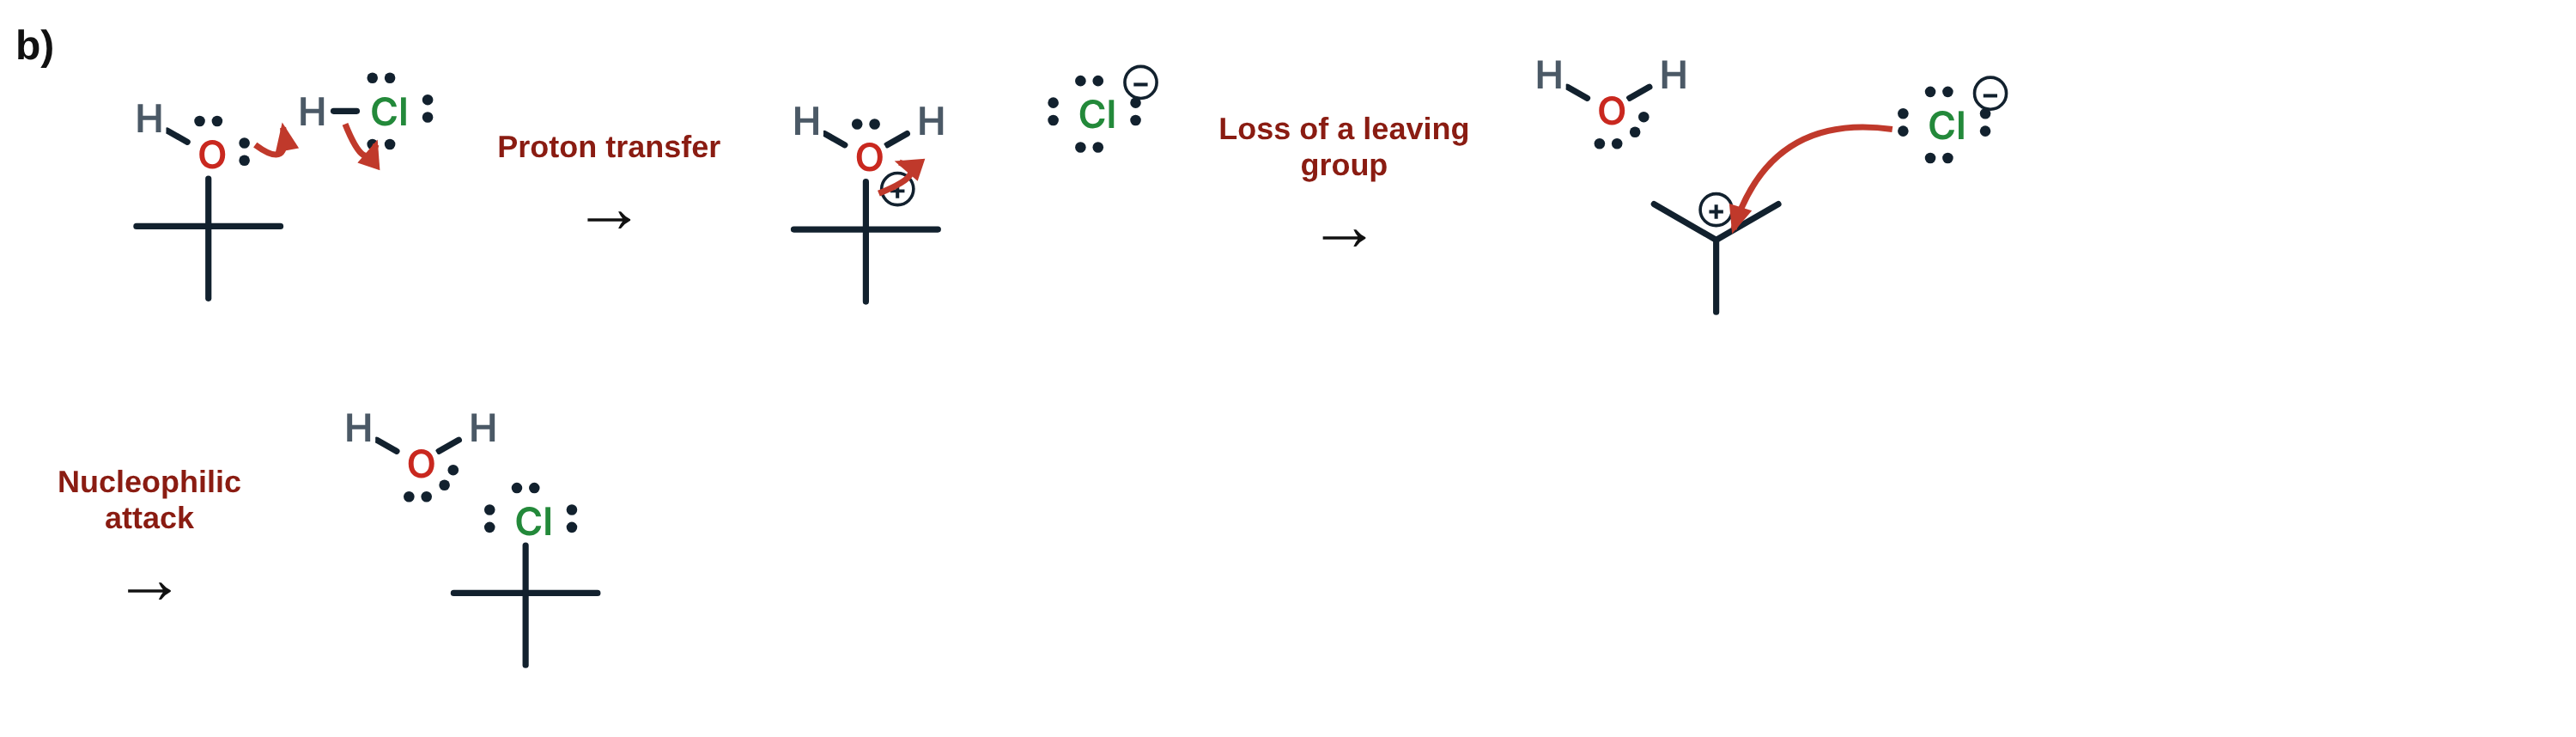 b)
H O H Cl
Proton transfer
→
H O H +
Cl −
Loss of a leaving
group
→
H O H
+
Cl −
Nucleophilic
attack
→
H O H
Cl